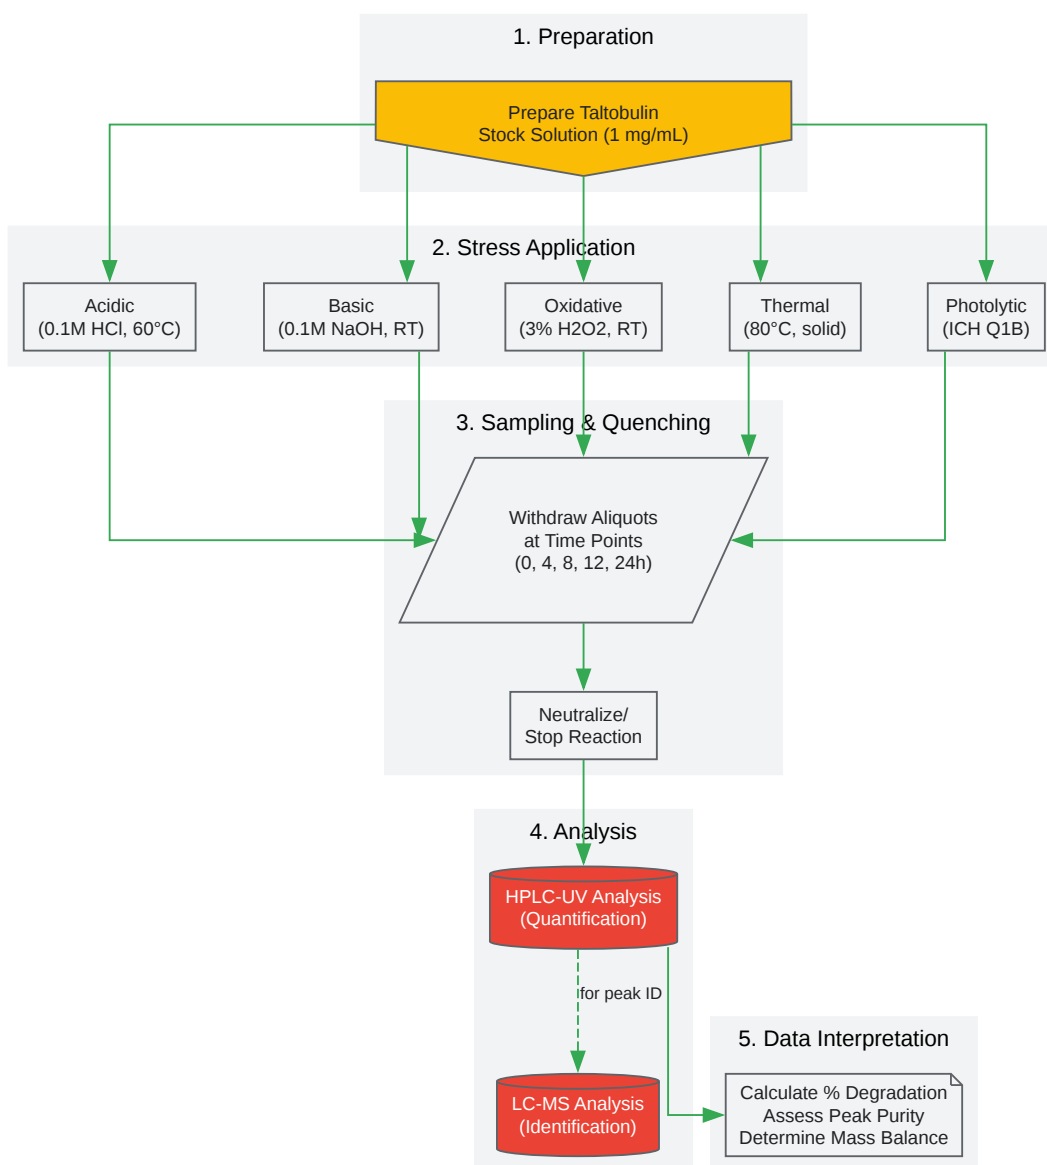 1. Preparation
Prepare Taltobulin
Stock Solution (1 mg/mL)
2. Stress Application
Acidic
(0.1M HCl, 60°C)
Basic
(0.1M NaOH, RT)
Oxidative
(3% H2O2, RT)
Thermal
(80°C, solid)
Photolytic
(ICH Q1B)
3. Sampling & Quenching
Withdraw Aliquots
at Time Points
(0, 4, 8, 12, 24h)
Neutralize/
Stop Reaction
4. Analysis
HPLC-UV Analysis
(Quantification)
for peak ID
LC-MS Analysis
(Identification)
5. Data Interpretation
Calculate % Degradation
Assess Peak Purity
Determine Mass Balance